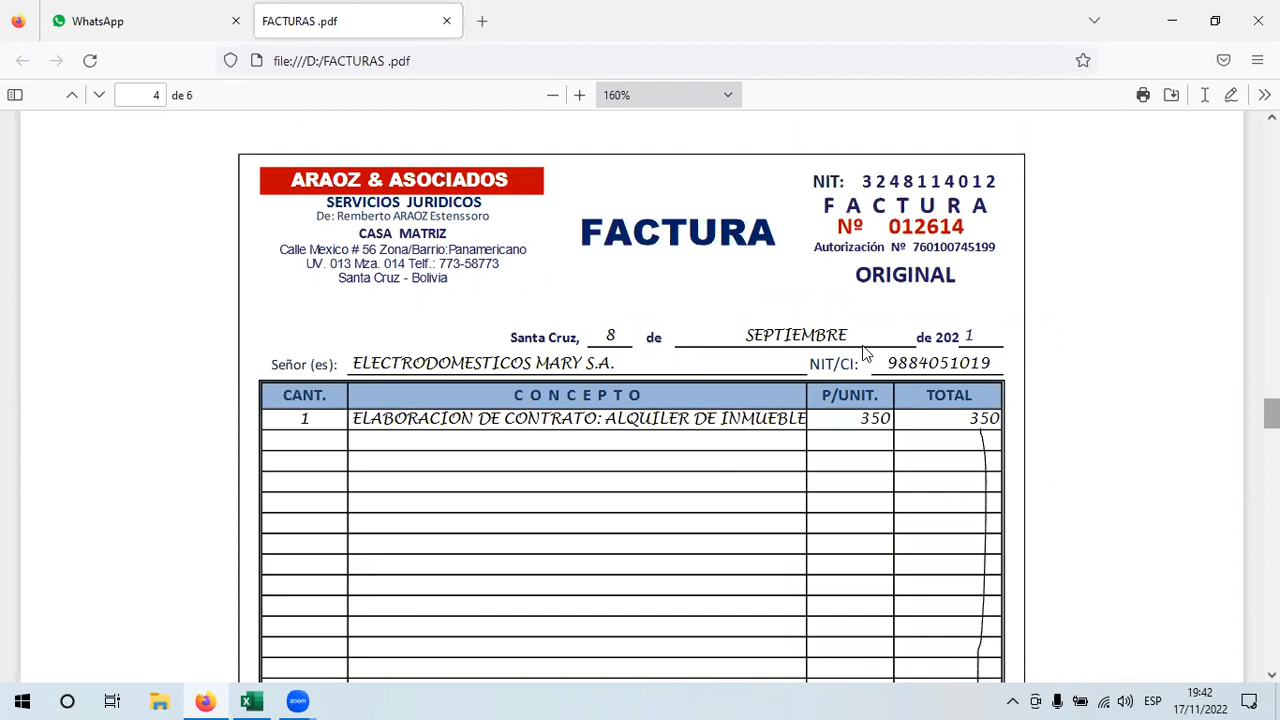 WhatsApp
FACTURAS .pdf
file:///D:/FACTURAS .pdf
4 de 6
160%
ARAOZ & ASOCIADOS
SERVICIOS JURIDICOS
De: Remberto ARAOZ Estenssoro
CASA MATRIZ
Calle Mexico # 56 Zona/Barrio:Panamericano
UV. 013 Mza. 014 Telf.: 773-58773
Santa Cruz - Bolivia
FACTURA
NIT: 3248114012
FACTURA
Nº 012614
Autorización Nº 760100745199
ORIGINAL
Santa Cruz, 8 de SEPTIEMBRE de 2021
Señor (es): ELECTRODOMESTICOS MARY S.A. NIT/CI: 9884051019
CANT. CONCEPTO P/UNIT. TOTAL
1 ELABORACION DE CONTRATO: ALQUILER DE INMUEBLE 350 350
X
zoom
ESP
19:42
17/11/2022